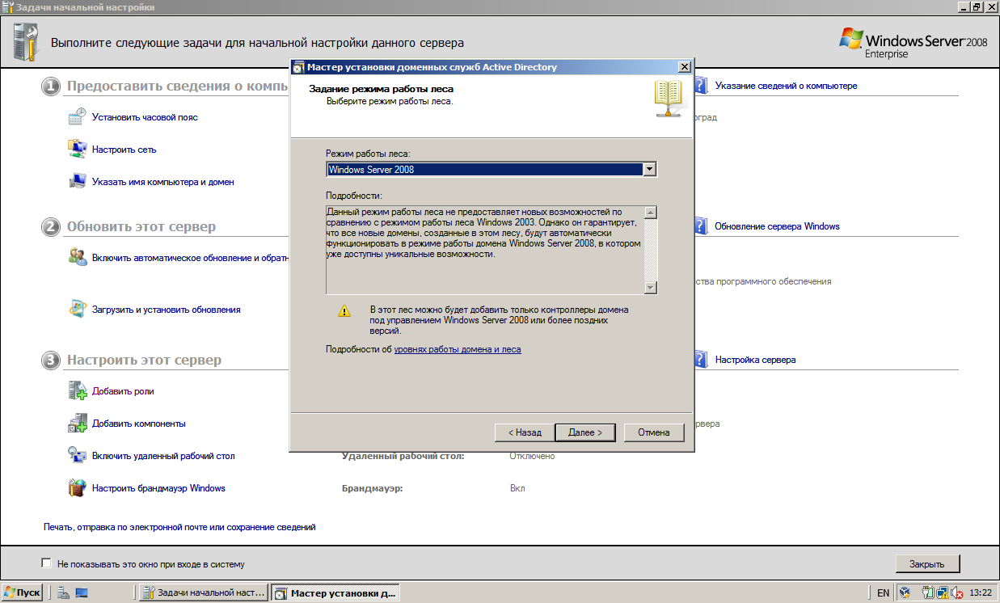 Задачи начальной настройки
Выполните следующие задачи для начальной настройки данного сервера
Windows Server 2008
Enterprise
Мастер установки доменных служб Active Directory
Задание режима работы леса
Выберите режим работы леса.
Режим работы леса:
Windows Server 2008
Подробности:
Данный режим работы леса не предоставляет новых возможностей по
сравнению с режимом работы леса Windows 2003. Однако он гарантирует,
что все новые домены, созданные в этом лесу, будут автоматически
функционировать в режиме работы домена Windows Server 2008, в котором
уже доступны уникальные возможности.
В этот лес можно будет добавить только контроллеры домена
под управлением Windows Server 2008 или более поздних
версий.
Подробности об уровнях работы домена и леса
< Назад
Далее >
Отмена
1 Предоставить сведения о компь
Указание сведений о компьютере
Установить часовой пояс
оград
Настроить сеть
Указать имя компьютера и домен
2 Обновить этот сервер
Обновление сервера Windows
Включить автоматическое обновление и обратн
ства программного обеспечения
Загрузить и установить обновления
3 Настроить этот сервер
Настройка сервера
Добавить роли
Добавить компоненты
рвера
Включить удаленный рабочий стол
Удаленный рабочий стол: Отключено
Настроить брандмауэр Windows
Брандмауэр: Вкл
Печать, отправка по электронной почте или сохранение сведений
Не показывать это окно при входе в систему
Закрыть
Пуск
Задачи начальной наст...
Мастер установки д...
EN
13:22